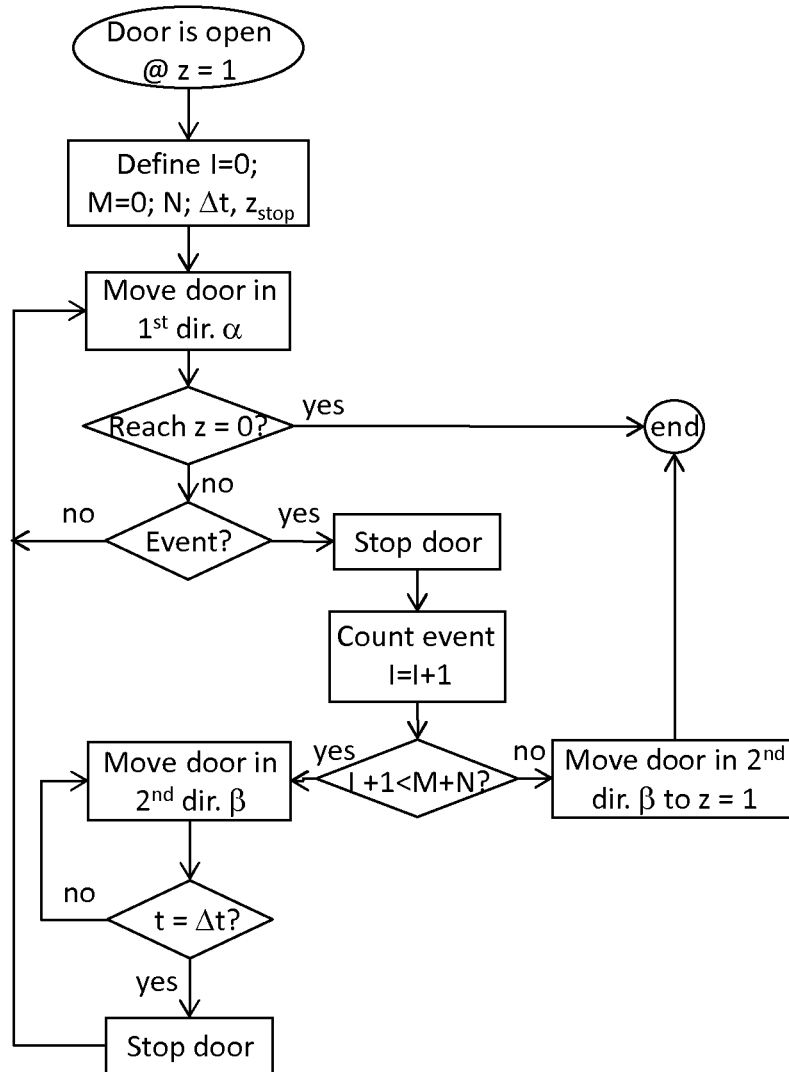 Door is open
@ z = 1
Define I=0;
M=0; N; Δt, zstop
Move door in
1st dir. α
Reach z = 0?
yes
end
no
Event?
no
yes
Stop door
Count event
I=I+1
I +1<M+N?
yes
no
Move door in
2nd dir. β
Move door in 2nd
dir. β to z = 1
t = Δt?
no
yes
Stop door